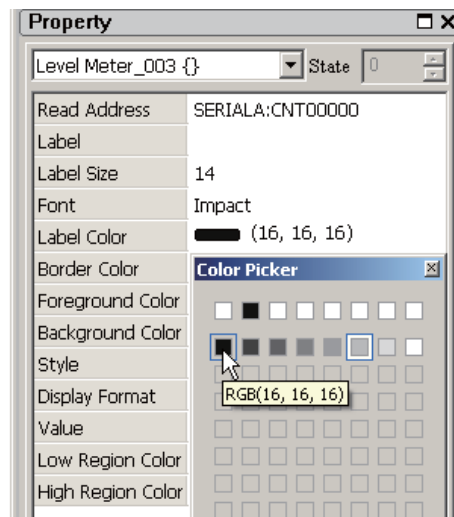 Property
Level Meter_003 {} State 0
Read Address SERIALA:CNT00000
Label
Label Size 14
Font Impact
Label Color (16, 16, 16)
Border Color Color Picker
Foreground Color
Background Color
Style
RGB(16, 16, 16)
Display Format
Value
Low Region Color
High Region Color